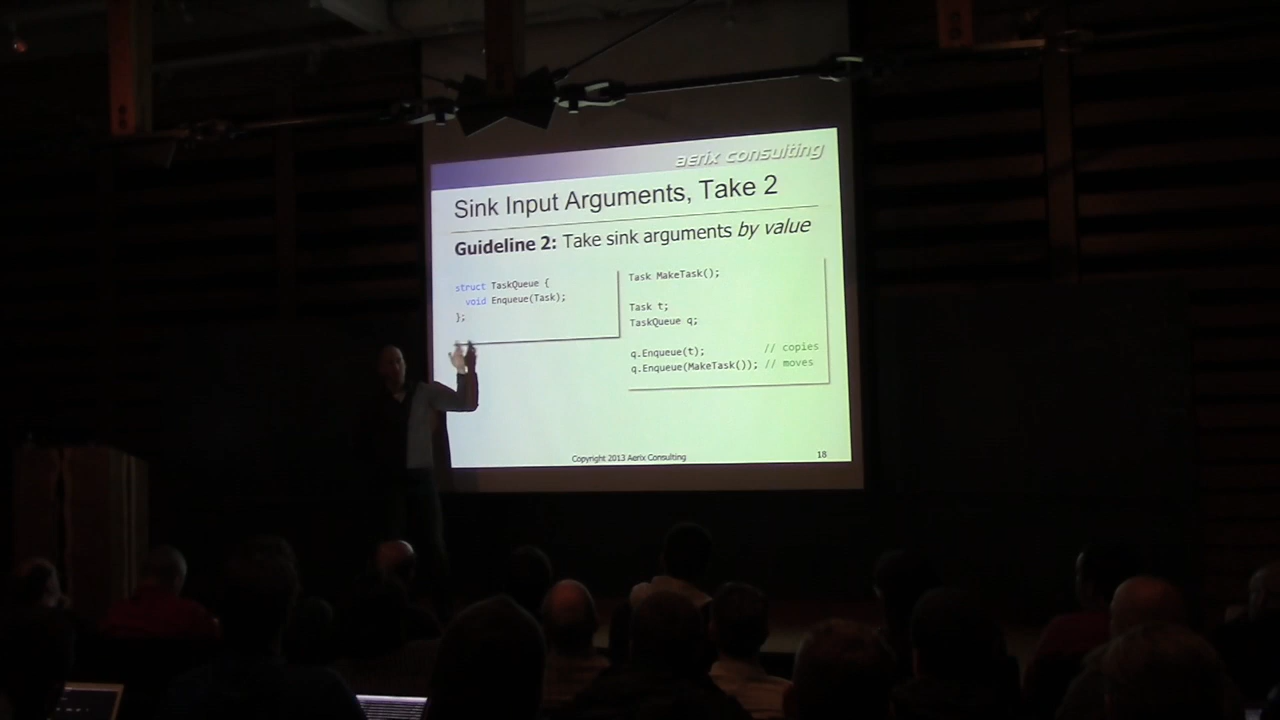 aerix consulting
Sink Input Arguments, Take 2
Guideline 2: Take sink arguments by value
struct TaskQueue {
void Enqueue(Task);
};
Task MakeTask();
Task t;
TaskQueue q;
q.Enqueue(t); // copies
q.Enqueue(MakeTask()); // moves
Copyright 2013 Aerix Consulting
18